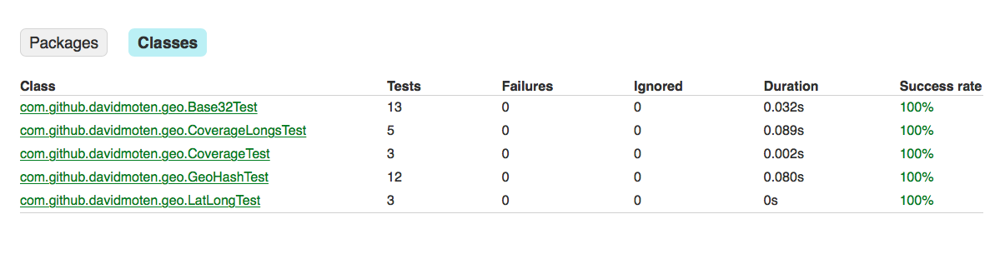 Packages Classes
Class Tests Failures Ignored Duration Success rate
com.github.davidmoten.geo.Base32Test 13 0 0 0.032s 100%
com.github.davidmoten.geo.CoverageLongsTest 5 0 0 0.089s 100%
com.github.davidmoten.geo.CoverageTest 3 0 0 0.002s 100%
com.github.davidmoten.geo.GeoHashTest 12 0 0 0.080s 100%
com.github.davidmoten.geo.LatLongTest 3 0 0 0s 100%